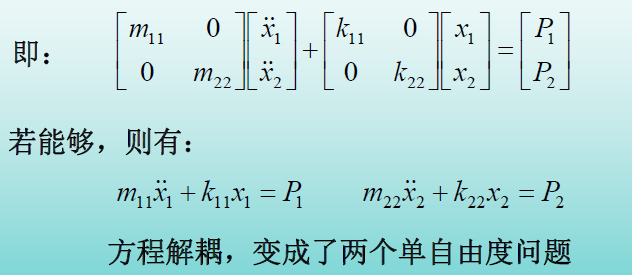 即： $\begin{bmatrix} m_{11} & 0 \\ 0 & m_{22} \end{bmatrix} \begin{bmatrix} \ddot{x}_1 \\ \ddot{x}_2 \end{bmatrix} + \begin{bmatrix} k_{11} & 0 \\ 0 & k_{22} \end{bmatrix} \begin{bmatrix} x_1 \\ x_2 \end{bmatrix} = \begin{bmatrix} P_1 \\ P_2 \end{bmatrix}$
若能够，则有：
$m_{11}\ddot{x}_1 + k_{11}x_1 = P_1$ $m_{22}\ddot{x}_2 + k_{22}x_2 = P_2$
方程解耦，变成了两个单自由度问题